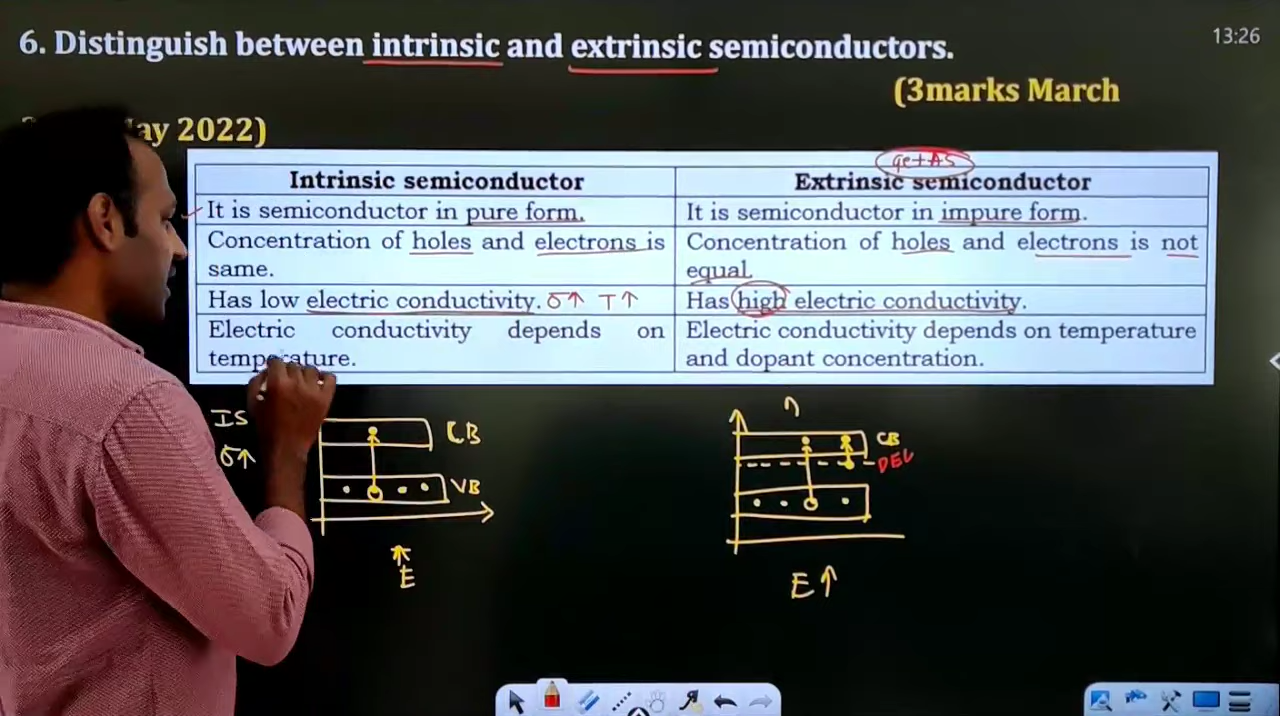 6. Distinguish between intrinsic and extrinsic semiconductors.
13:26
(3marks March
May 2022)
Ge+AS
Intrinsic semiconductor
Extrinsic semiconductor
It is semiconductor in pure form.
It is semiconductor in impure form.
Concentration of holes and electrons is
same.
Concentration of holes and electrons is not
equal.
Has low electric conductivity. σ↑ T↑
Has high electric conductivity.
Electric conductivity depends on
temperature.
Electric conductivity depends on temperature
and dopant concentration.
IS
σ↑
CB
VB
↑
E
n
CB
DEL
E↑